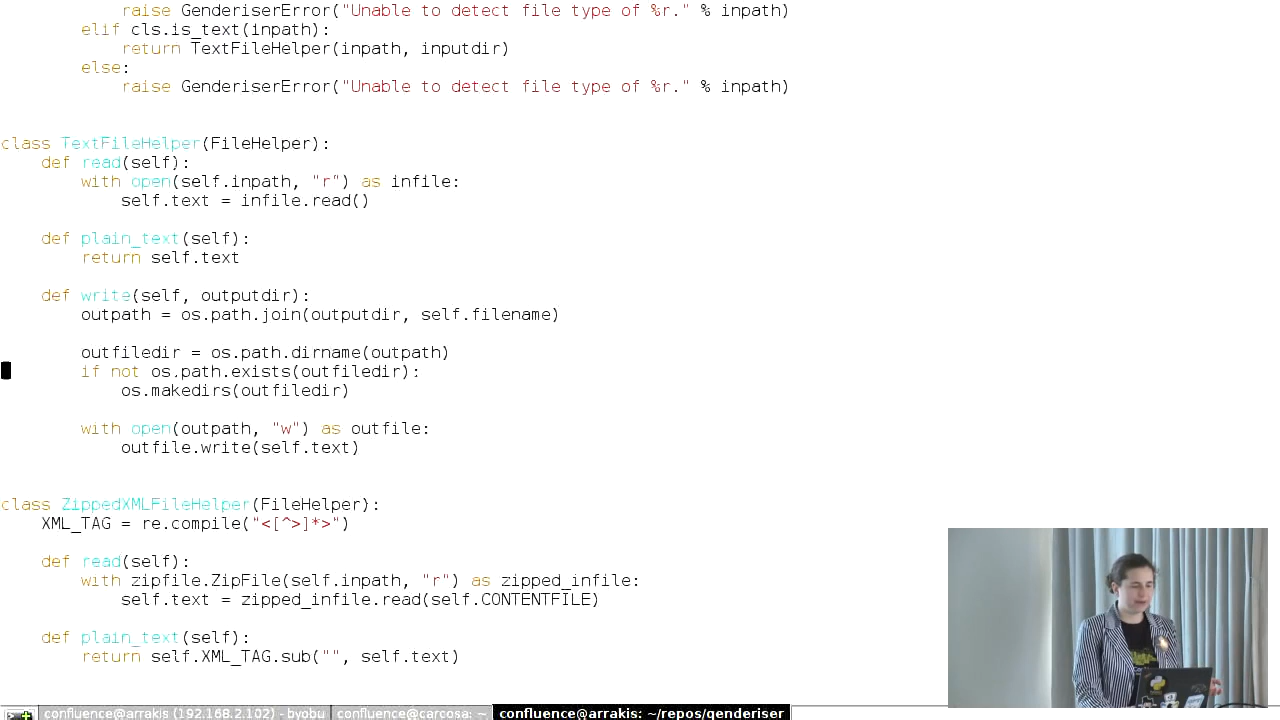 raise GenderiserError("Unable to detect file type of %r." % inpath)
        elif cls.is_text(inpath):
            return TextFileHelper(inpath, inputdir)
        else:
            raise GenderiserError("Unable to detect file type of %r." % inpath)
class TextFileHelper(FileHelper):
    def read(self):
        with open(self.inpath, "r") as infile:
            self.text = infile.read()
    def plain_text(self):
        return self.text
    def write(self, outputdir):
        outpath = os.path.join(outputdir, self.filename)
        outfiledir = os.path.dirname(outpath)
        if not os.path.exists(outfiledir):
            os.makedirs(outfiledir)
        with open(outpath, "w") as outfile:
            outfile.write(self.text)
class ZippedXMLFileHelper(FileHelper):
    XML_TAG = re.compile("<[^>]*>")
    def read(self):
        with zipfile.ZipFile(self.inpath, "r") as zipped_infile:
            self.text = zipped_infile.read(self.CONTENTFILE)
    def plain_text(self):
        return self.XML_TAG.sub("", self.text)
confluence@arrakis (192.168.2.102) - byobu confluence@carcosa: ~ confluence@arrakis: ~/repos/genderiser